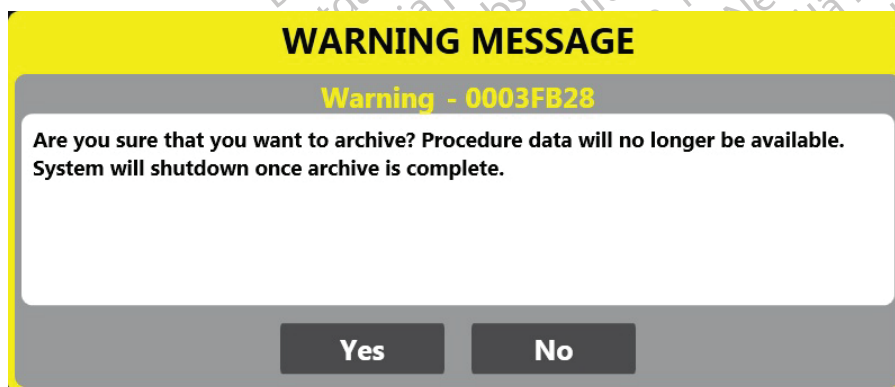 WARNING MESSAGE
Warning - 0003FB28
Are you sure that you want to archive? Procedure data will no longer be available.
System will shutdown once archive is complete.
Yes
No